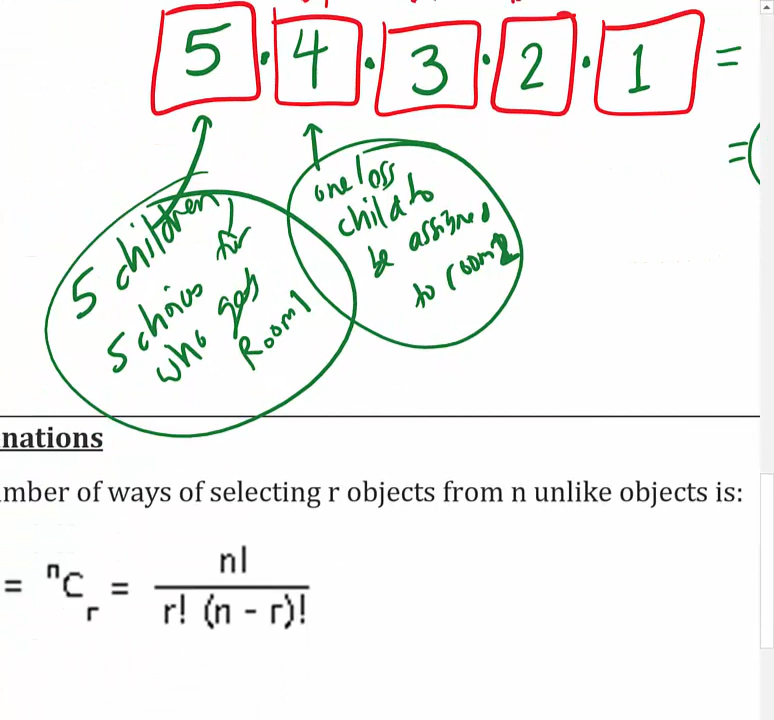 5 · 4 · 3 · 2 · 1 =
=
5 children,
5 choices for
who gets
Room 1
one less
child to
be assigned
to room 2
nations
mber of ways of selecting r objects from n unlike objects is:
= nCr = n! / r! (n - r)!